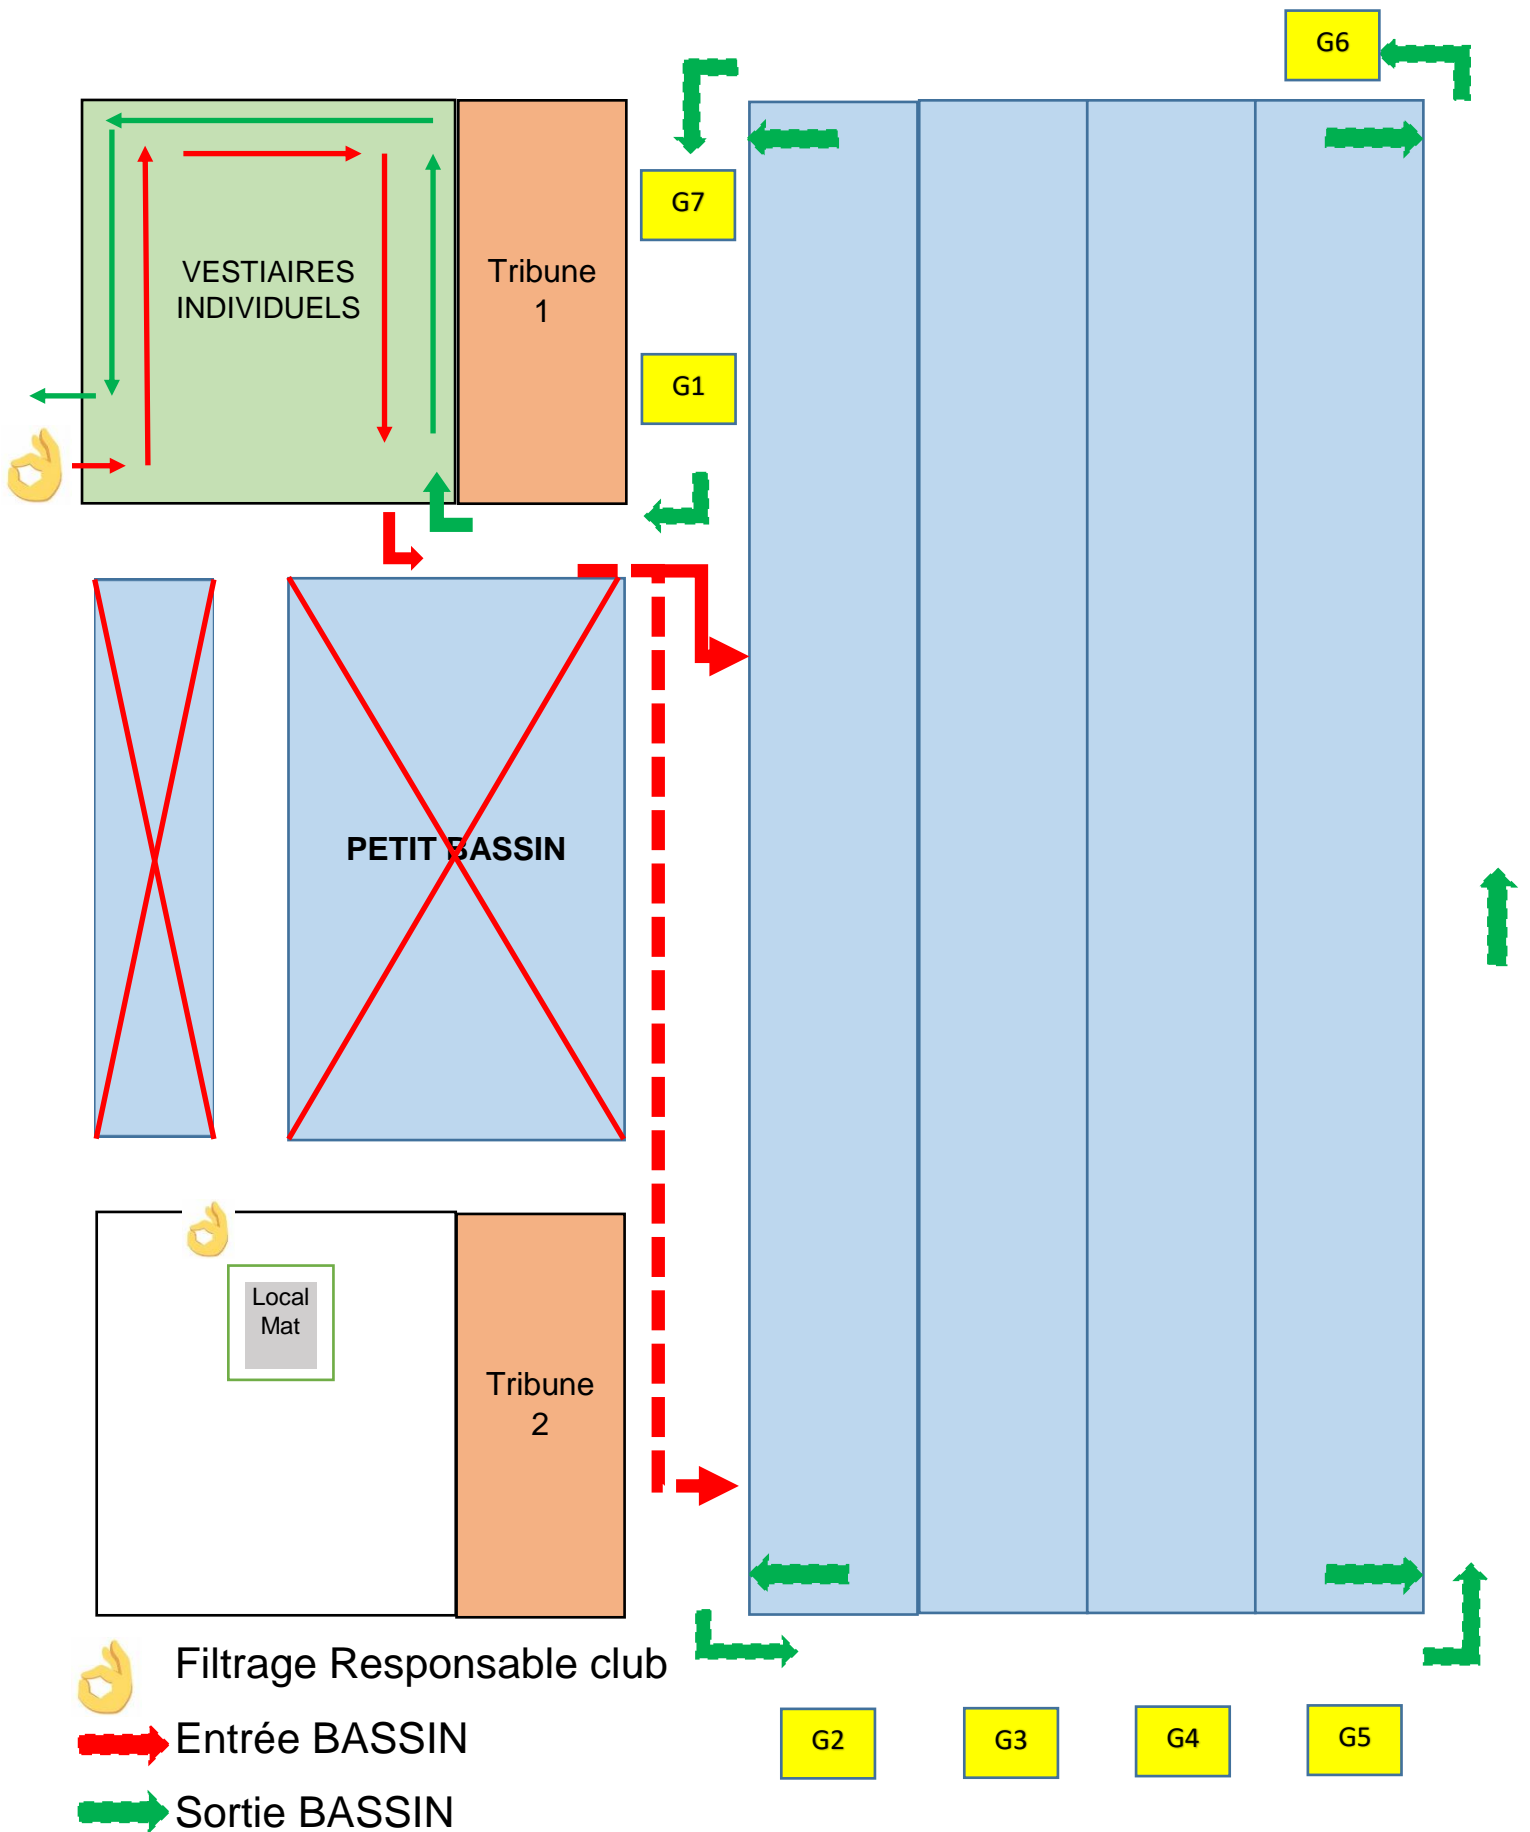 G6
G7
VESTIAIRES
INDIVIDUELS
Tribune
1
G1
PETIT BASSIN
Local
Mat
Tribune
2
Filtrage Responsable club
Entrée BASSIN
Sortie BASSIN
G2
G3
G4
G5